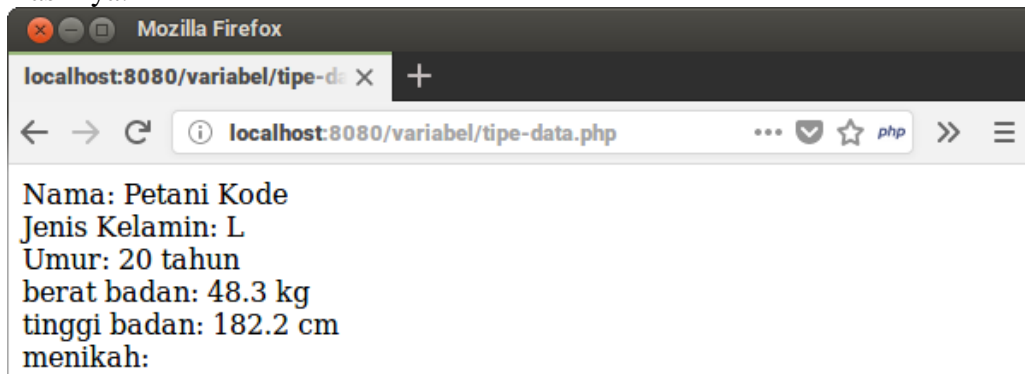 Mozilla Firefox
localhost:8080/variabel/tipe-da
localhost:8080/variabel/tipe-data.php
php
Nama: Petani Kode
Jenis Kelamin: L
Umur: 20 tahun
berat badan: 48.3 kg
tinggi badan: 182.2 cm
menikah: